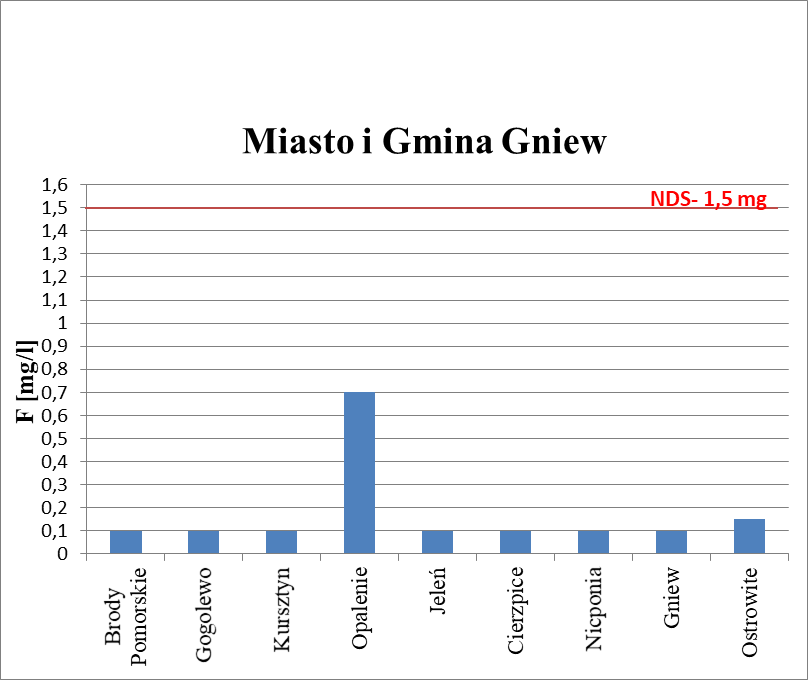 Miasto i Gmina Gniew
NDS- 1,5 mg
F [mg/l]
1,6
1,5
1,4
1,3
1,2
1,1
1
0,9
0,8
0,7
0,6
0,5
0,4
0,3
0,2
0,1
0
Brody
Pomorskie
Gogolewo
Kursztyn
Opalenie
Jeleń
Cierzpice
Nicponia
Gniew
Ostrowite